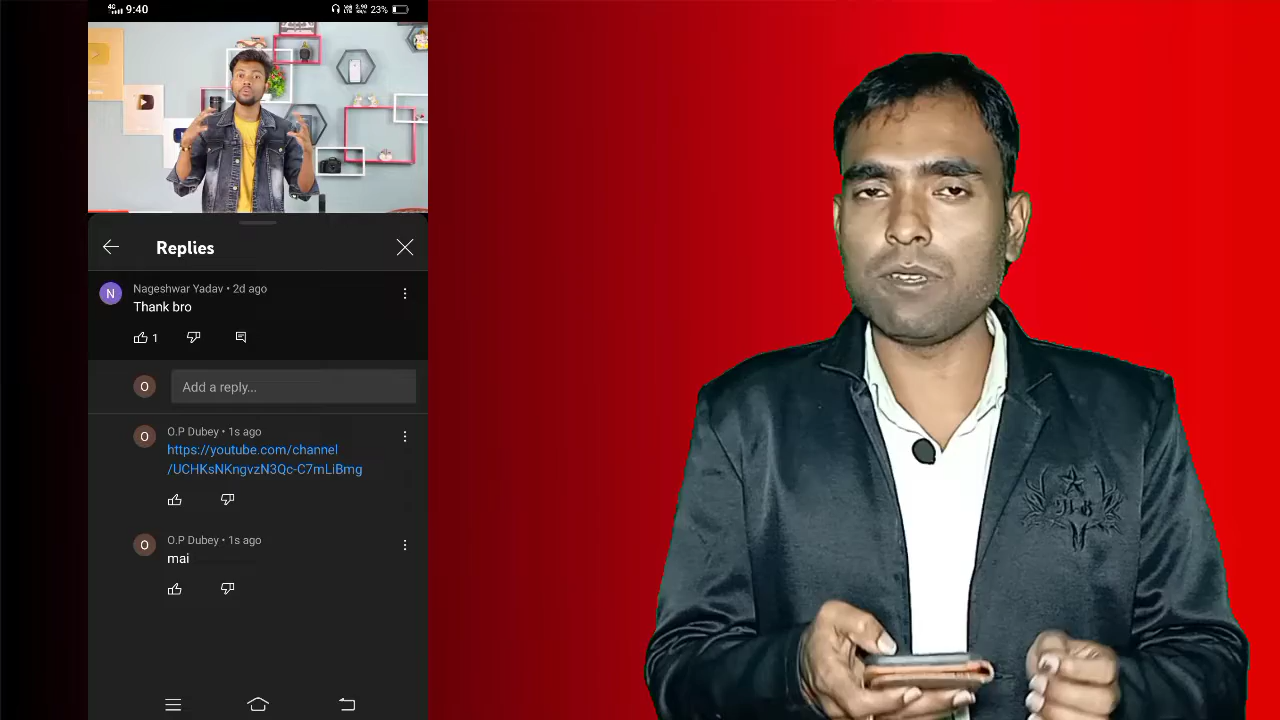 4G 9:40
23%
Replies
N
Nageshwar Yadav • 2d ago
Thank bro
1
O
Add a reply...
O
O.P Dubey • 1s ago
https://youtube.com/channel
/UCHKsNKngvzN3Qc-C7mLiBmg
O
O.P Dubey • 1s ago
mai